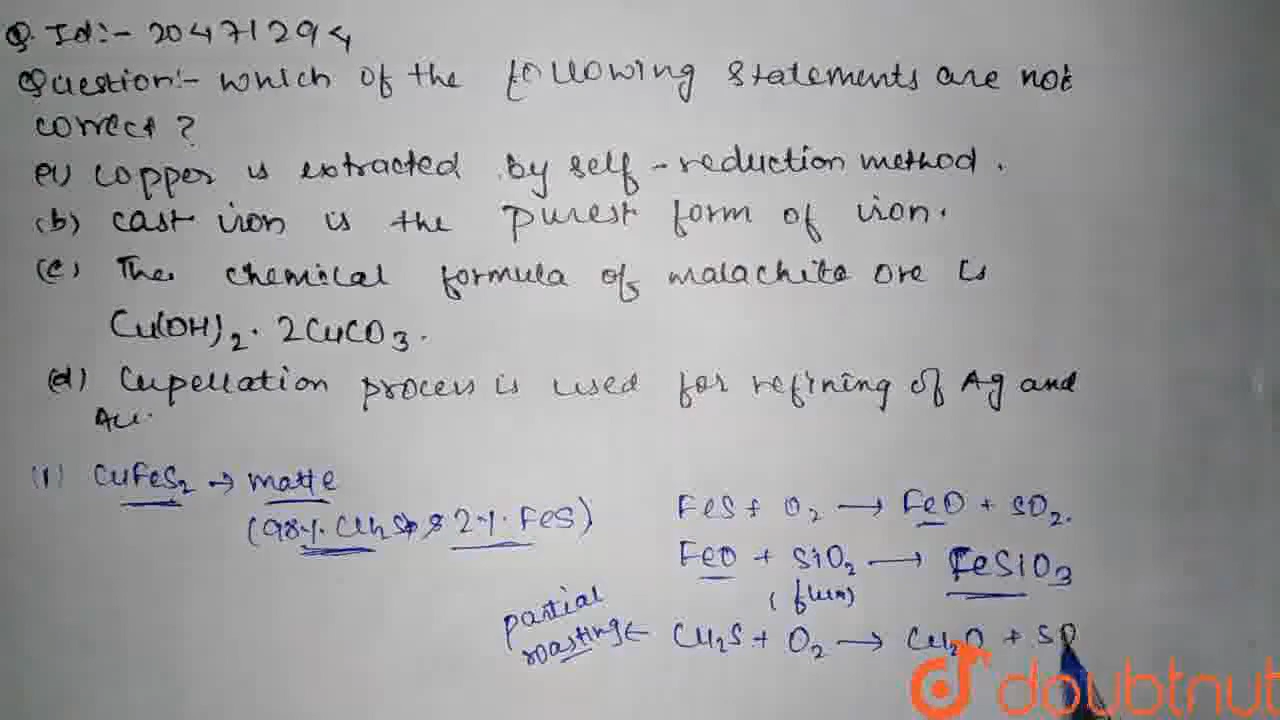 Q. Id:- 20471294
Question:- which of the following statements are not
correct?
a) copper is extracted by self-reduction method.
(b) cast iron is the purest form of iron.
(c) The chemical formula of malachite ore is
Cu(OH)2. 2CuCO3.
(d) Cupellation process is used for refining of Ag and
Au.
(1) CuFeS2 → matte
(98% Cu2S + 2% FeS)
FeS + O2 → FeO + SO2.
FeO + SiO2 → FeSiO3
(flux)
partial
roasting ← Cu2S + O2 → Cu2O + SO
doubtnut